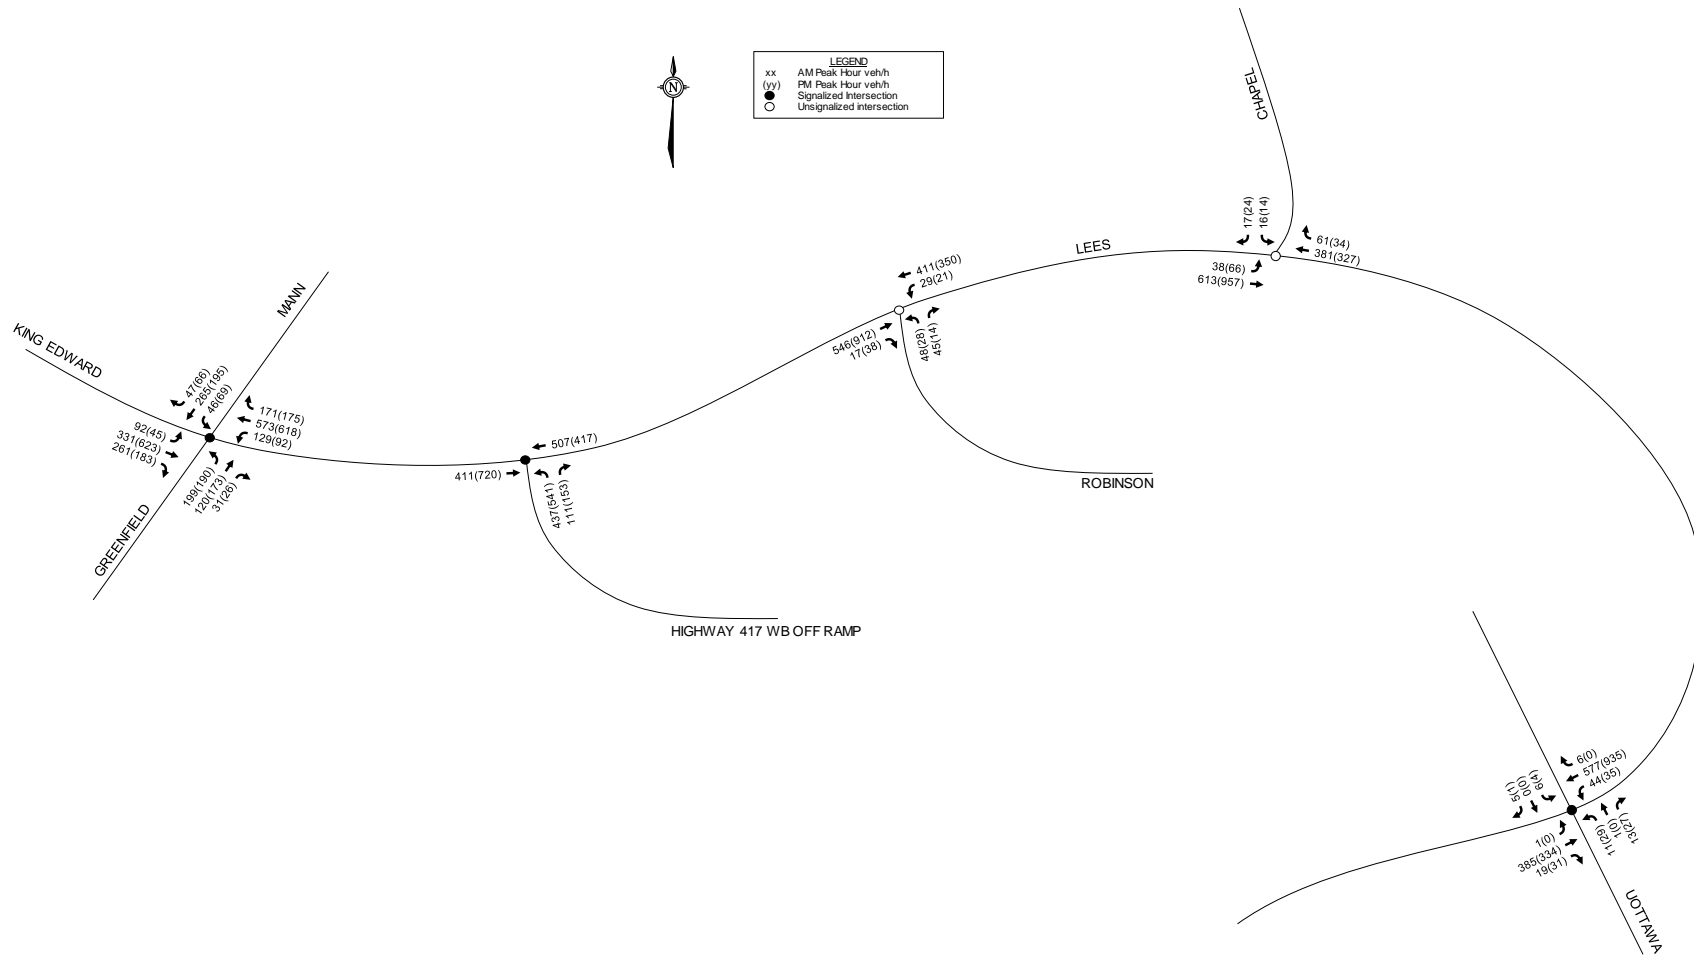 N
LEGEND
xx AM Peak Hour veh/h
(yy) PM Peak Hour veh/h
Signalized Intersection
Unsignalized intersection
CHAPEL
17(24)
16(14)
61(34)
381(327)
38(66)
613(957)
LEES
411(350)
29(21)
546(912)
17(38)
48(28)
45(14)
ROBINSON
MANN
KING EDWARD
47(66)
265(195)
46(69)
171(175)
573(618)
129(92)
92(45)
331(623)
261(183)
199(190)
120(173)
31(26)
GREENFIELD
507(417)
411(720)
437(541)
111(153)
HIGHWAY 417 WB OFF RAMP
6(0)
577(935)
44(35)
5(1)
0(0)
6(4)
1(0)
385(334)
19(31)
11(29)
1(0)
13(27)
UOTTAWA